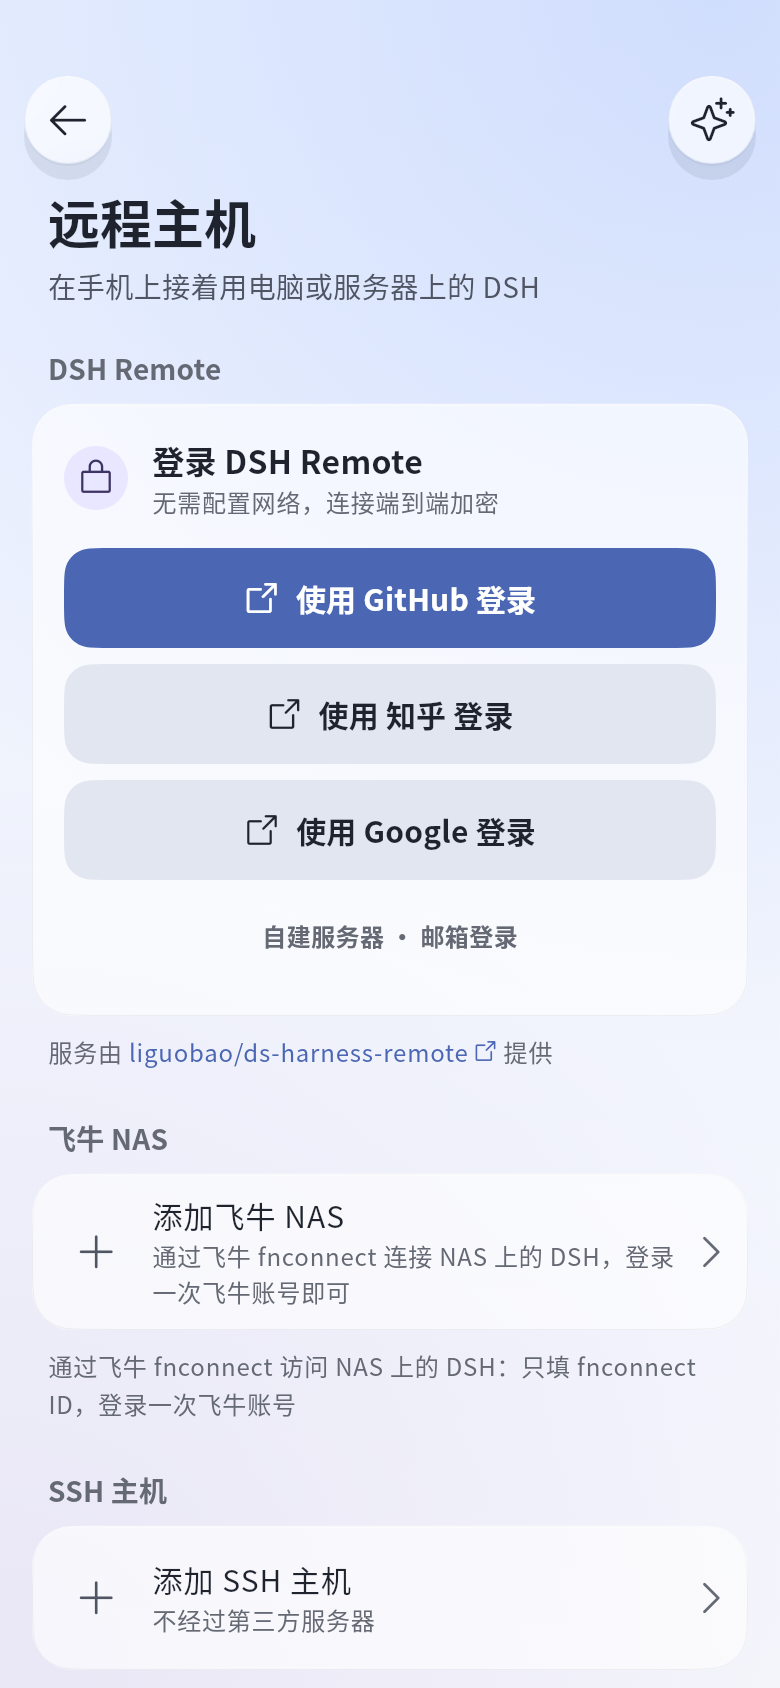 远程主机
在手机上接着用电脑或服务器上的 DSH
DSH Remote
登录 DSH Remote
无需配置网络，连接端到端加密
使用 GitHub 登录
使用 知乎 登录
使用 Google 登录
自建服务器 · 邮箱登录
服务由 liguobao/ds-harness-remote 提供
飞牛 NAS
添加飞牛 NAS
通过飞牛 fnconnect 连接 NAS 上的 DSH，登录
一次飞牛账号即可
通过飞牛 fnconnect 访问 NAS 上的 DSH：只填 fnconnect
ID，登录一次飞牛账号
SSH 主机
添加 SSH 主机
不经过第三方服务器